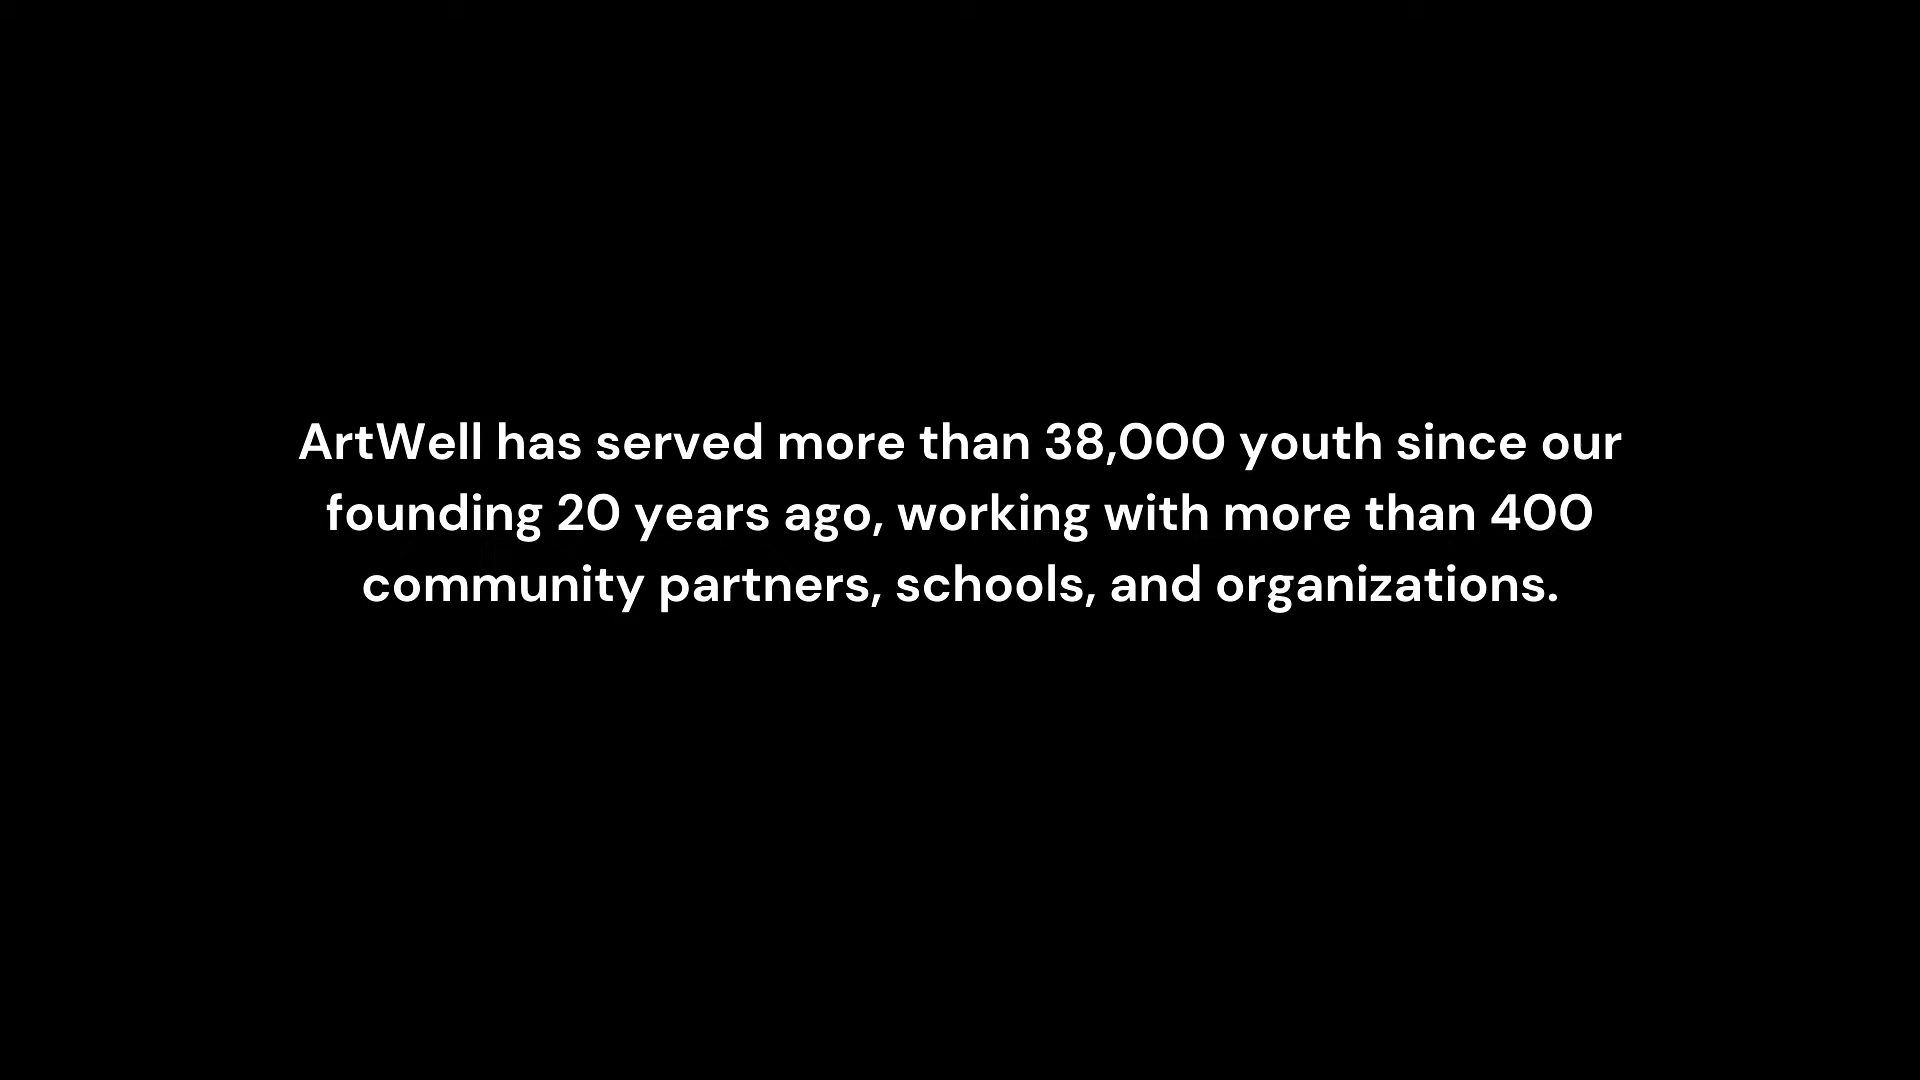 ArtWell has served more than 38,000 youth since our
founding 20 years ago, working with more than 400
community partners, schools, and organizations.